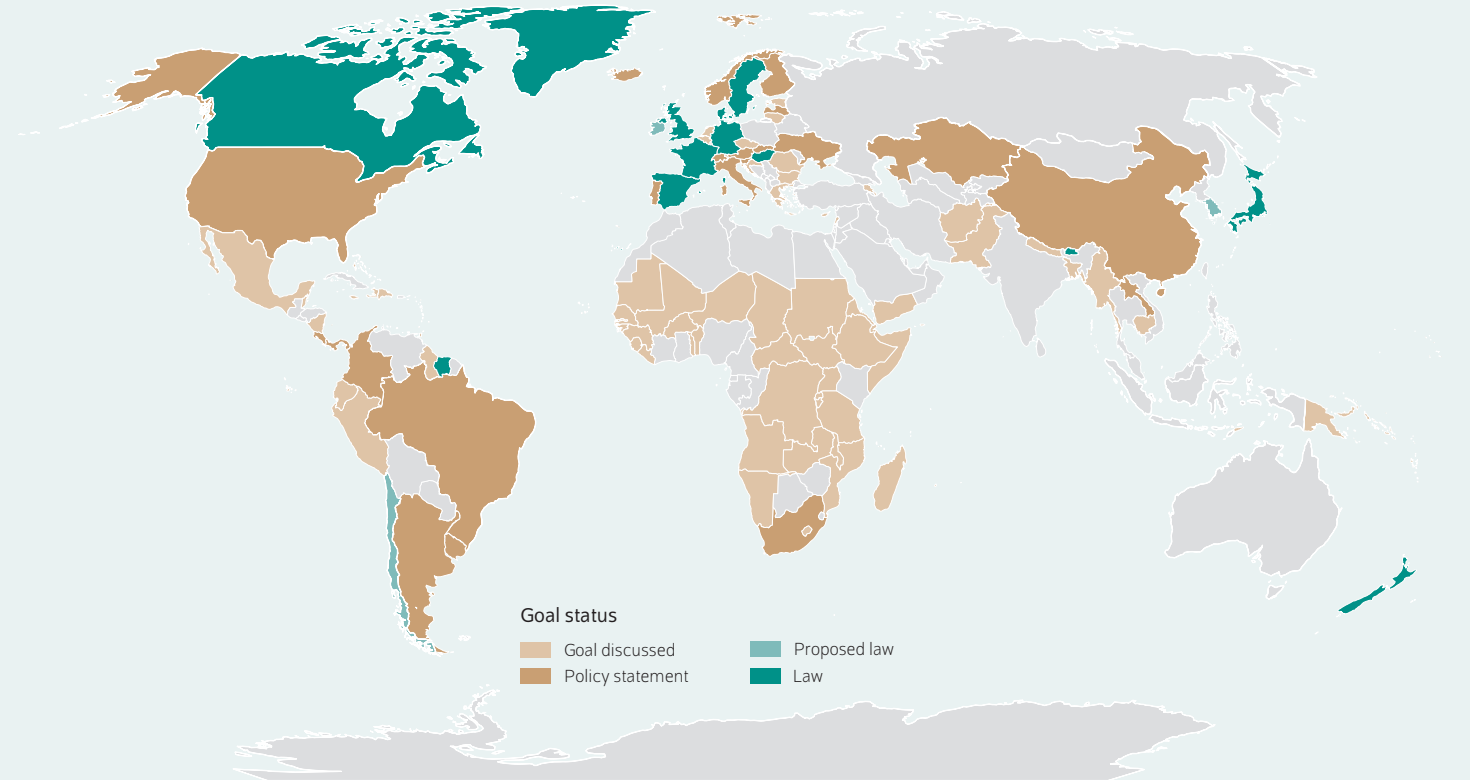 Goal status
Goal discussed
Policy statement
Proposed law
Law